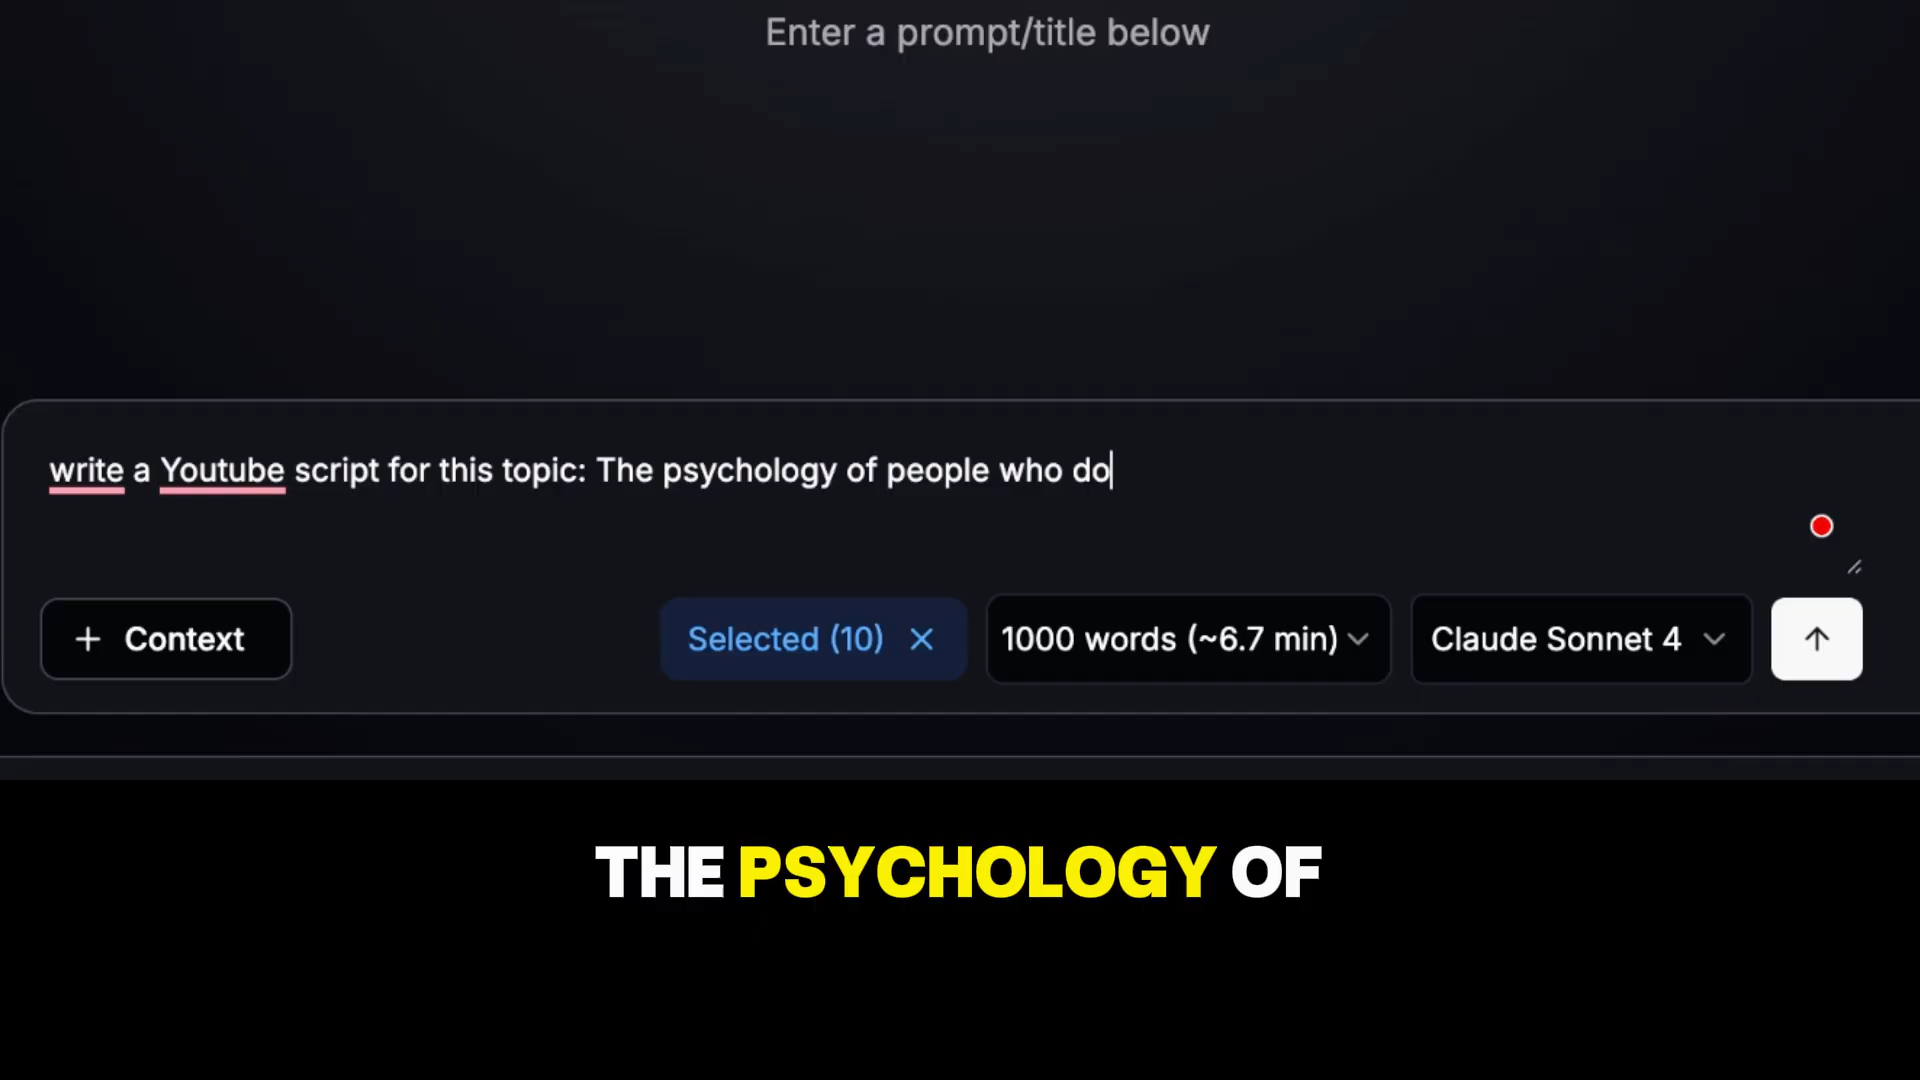 Enter a prompt/title below
write a Youtube script for this topic: The psychology of people who do
+ Context
Selected (10) ×
1000 words (~6.7 min)
Claude Sonnet 4
THE PSYCHOLOGY OF